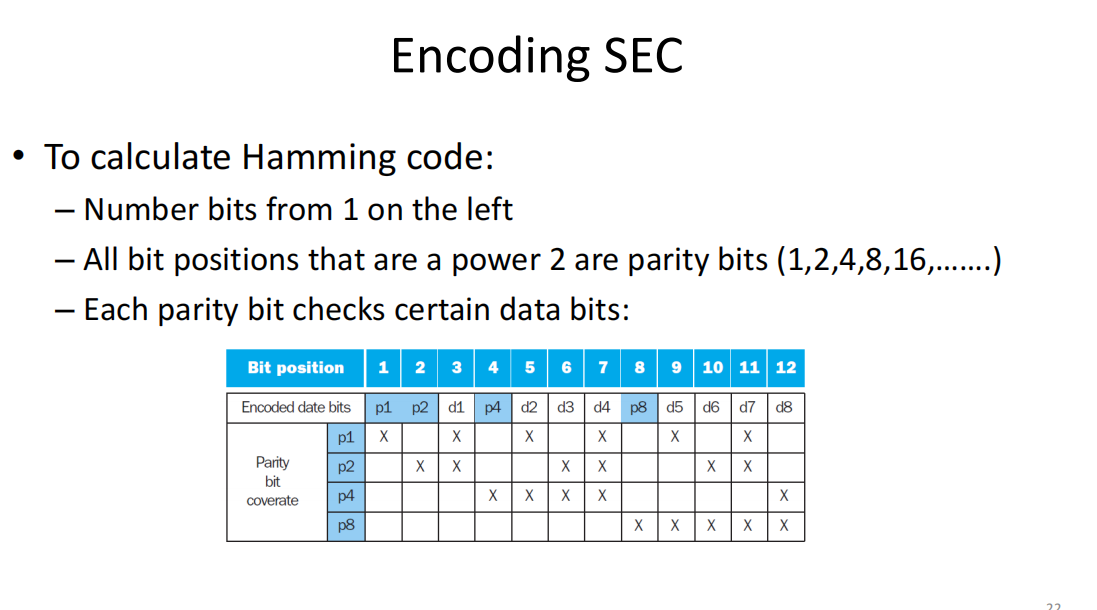 Encoding SEC
• To calculate Hamming code:
– Number bits from 1 on the left
– All bit positions that are a power 2 are parity bits (1,2,4,8,16,…….)
– Each parity bit checks certain data bits:
Bit position 1 2 3 4 5 6 7 8 9 10 11 12
Encoded date bits p1 p2 d1 p4 d2 d3 d4 p8 d5 d6 d7 d8
Parity bit coverate
p1 X X X X X X
p2 X X X X X X
p4 X X X X X
p8 X X X X X
22